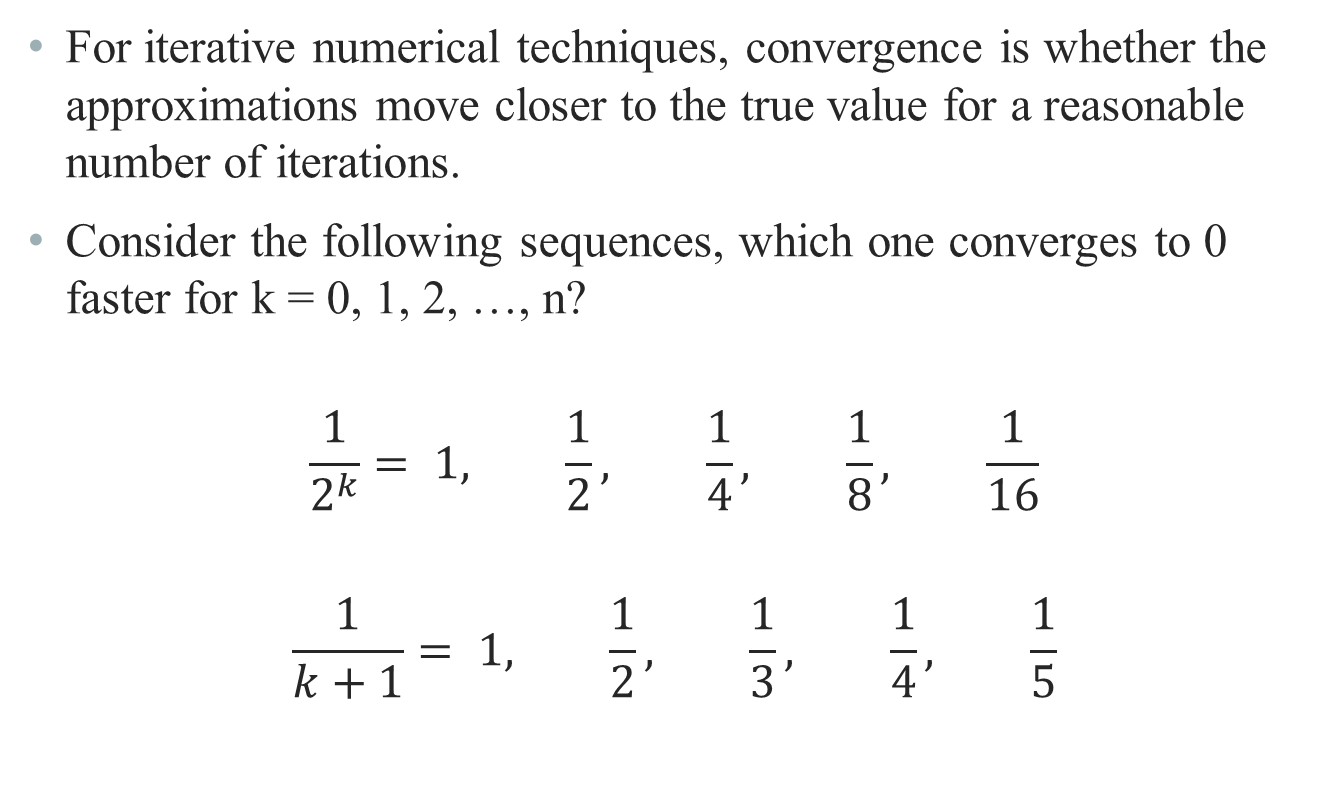 • For iterative numerical techniques, convergence is whether the
approximations move closer to the true value for a reasonable
number of iterations.
• Consider the following sequences, which one converges to 0
faster for k = 0, 1, 2, …, n?
1/2^k = 1, 1/2, 1/4, 1/8, 1/16
1/(k + 1) = 1, 1/2, 1/3, 1/4, 1/5